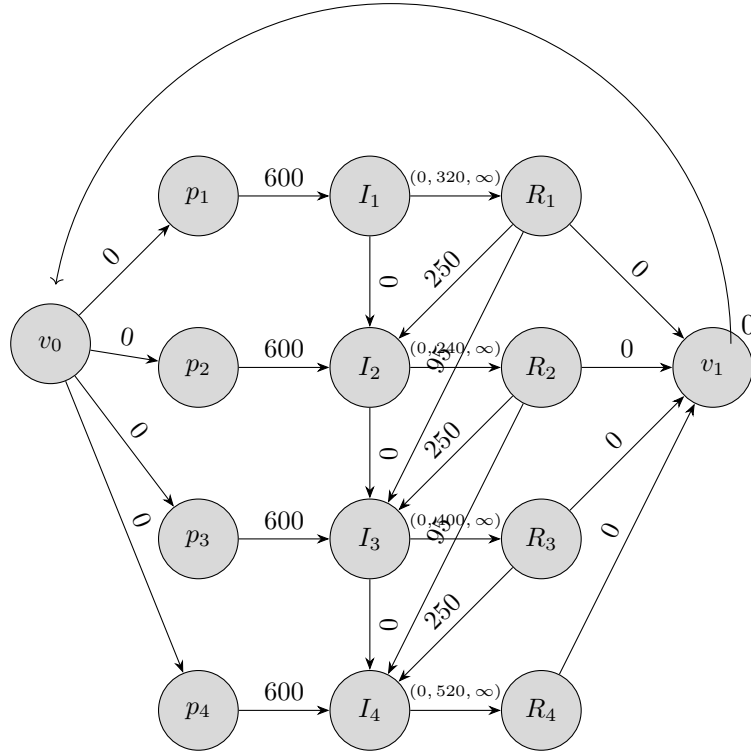 p₁ 600 I₁ (0, 320, ∞) R₁
0 0 250 0
v₀ 0 p₂ 600 I₂ (0, 240, ∞) 95 R₂ 0 v₁ 0
0 0 250 0
0 p₃ 600 I₃ (0, 400, ∞) 95 R₃
0 250 0
p₄ 600 I₄ (0, 520, ∞) R₄